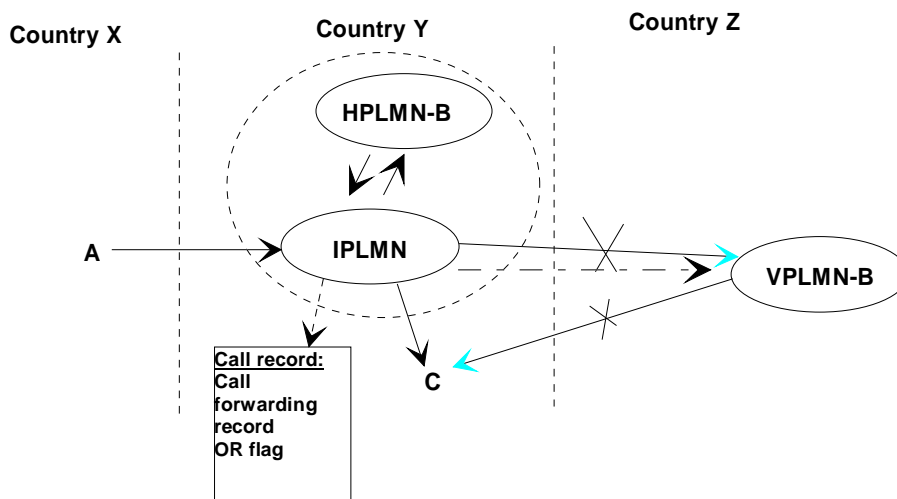 Country X
Country Y
Country Z
HPLMN-B
A
IPLMN
VPLMN-B
Call record:
Call
forwarding
record
OR flag
C